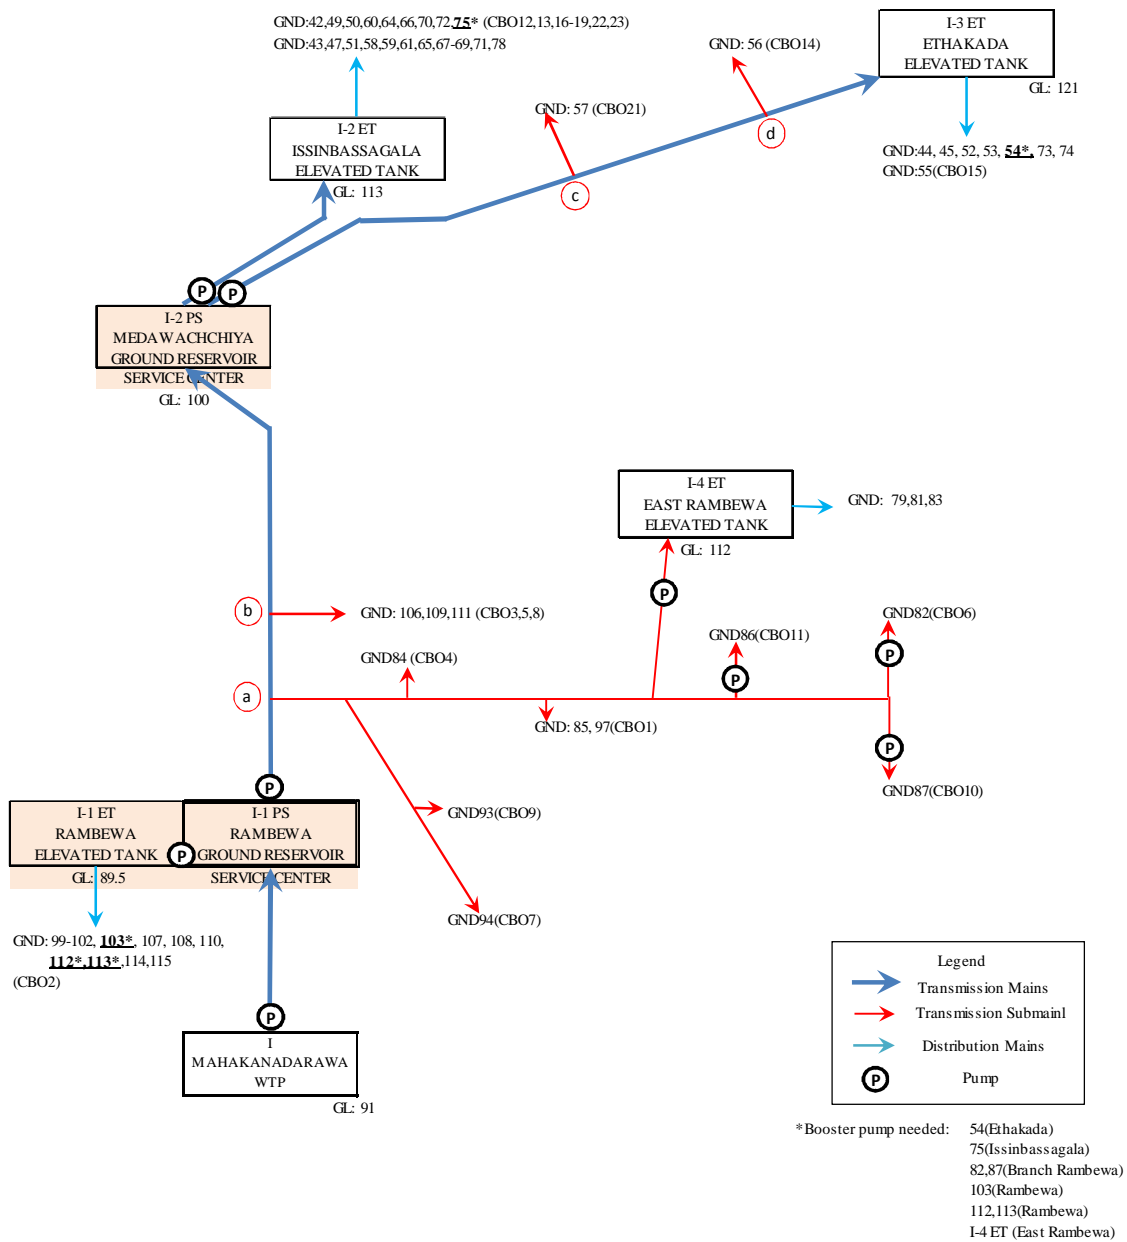 GND:42,49,50,60,64,66,70,72,75* (CBO12,13,16-19,22,23)
GND:43,47,51,58,59,61,65,67-69,71,78
I-3 ET
ETHAKADA
ELEVATED TANK
GL: 121
GND: 56 (CBO14)
GND: 57 (CBO21)
d
I-2 ET
ISSINBASSAGALA
ELEVATED TANK
GL: 113
GND:44, 45, 52, 53, 54*, 73, 74
GND:55(CBO15)
c
P
P
I-2 PS
MEDAWACHCHIYA
GROUND RESERVOIR
SERVICE CENTER
GL: 100
I-4 ET
EAST RAMBEWA
ELEVATED TANK
GL: 112
GND: 79,81,83
P
b
GND: 106,109,111 (CBO3,5,8)
GND82(CBO6)
GND86(CBO11)
P
GND84 (CBO4)
P
a
GND: 85, 97(CBO1)
P
GND87(CBO10)
P
I-1 ET
RAMBEWA
ELEVATED TANK
GL: 89.5
P
I-1 PS
RAMBEWA
GROUND RESERVOIR
SERVICE CENTER
GND93(CBO9)
GND94(CBO7)
GND: 99-102, 103*, 107, 108, 110,
112*,113*,114,115
(CBO2)
P
I
MAHAKANADARAWA
WTP
GL: 91
Legend
Transmission Mains
Transmission Submainl
Distribution Mains
P
Pump
*Booster pump needed: 54(Ethakada)
75(Issinbassagala)
82,87(Branch Rambewa)
103(Rambewa)
112,113(Rambewa)
I-4 ET (East Rambewa)